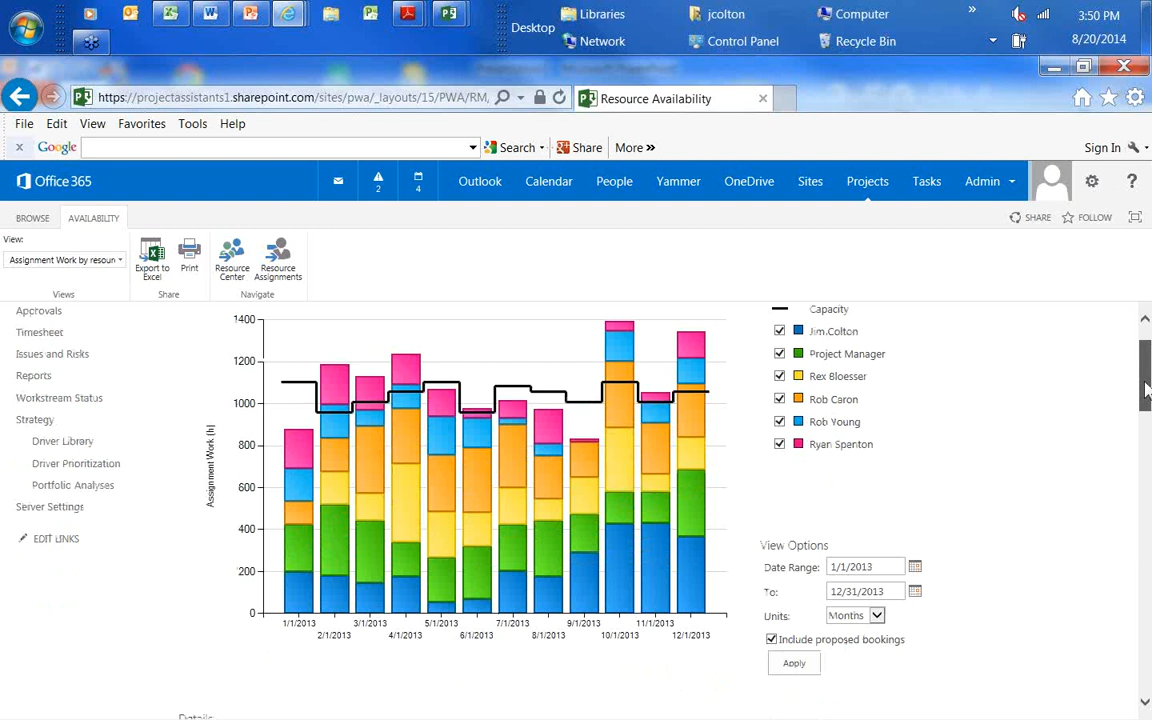 Desktop
Libraries
jcolton
Computer
Network
Control Panel
Recycle Bin
»
3:50 PM
8/20/2014
https://projectassistants1.sharepoint.com/sites/pwa/_layouts/15/PWA/RM,
Resource Availability
File Edit View Favorites Tools Help
Google
Search
Share
More »
Sign In
Office 365
2
4
Outlook Calendar People Yammer OneDrive Sites Projects Tasks Admin
?
BROWSE AVAILABILITY
SHARE FOLLOW
View:
Assignment Work by resourc
Export to Excel
Print
Resource Center
Resource Assignments
Views
Share
Navigate
Approvals
Timesheet
Issues and Risks
Reports
Workstream Status
Strategy
Driver Library
Driver Prioritization
Portfolio Analyses
Server Settings
EDIT LINKS
Assignment Work (h)
1400
1200
1000
800
600
400
200
0
1/1/2013 2/1/2013 3/1/2013 4/1/2013 5/1/2013 6/1/2013 7/1/2013 8/1/2013 9/1/2013 10/1/2013 11/1/2013 12/1/2013
Capacity
Jim.Colton
Project Manager
Rex Bloesser
Rob Caron
Rob Young
Ryan Spenton
View Options
Date Range: 1/1/2013
To: 12/31/2013
Units: Months
Include proposed bookings
Apply
Details